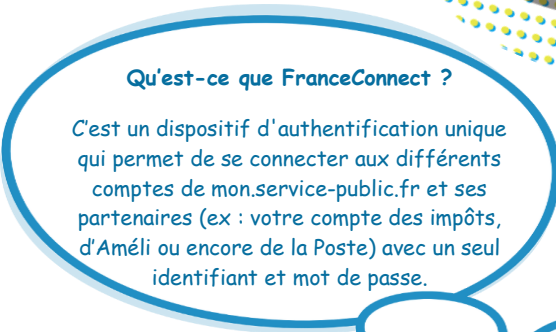 Qu'est-ce que FranceConnect ?
C'est un dispositif d'authentification unique
qui permet de se connecter aux différents
comptes de mon.service-public.fr et ses
partenaires (ex : votre compte des impôts,
d'Améli ou encore de la Poste) avec un seul
identifiant et mot de passe.